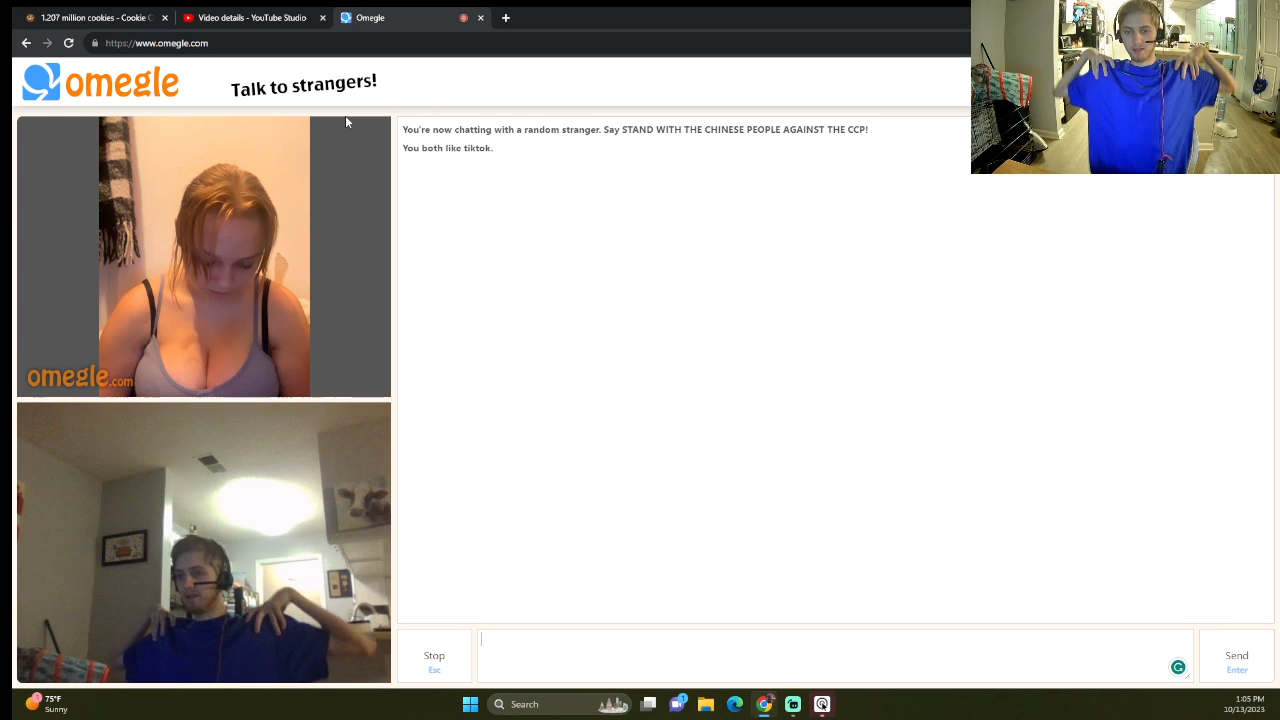 1.207 million cookies - Cookie C
Video details - YouTube Studio
Omegle
https://www.omegle.com
omegle
Talk to strangers!
You're now chatting with a random stranger. Say STAND WITH THE CHINESE PEOPLE AGAINST THE CCP!
You both like tiktok.
omegle.com
Stop
Esc
Send
Enter
75°F
Sunny
Search
1:05 PM
10/13/2023